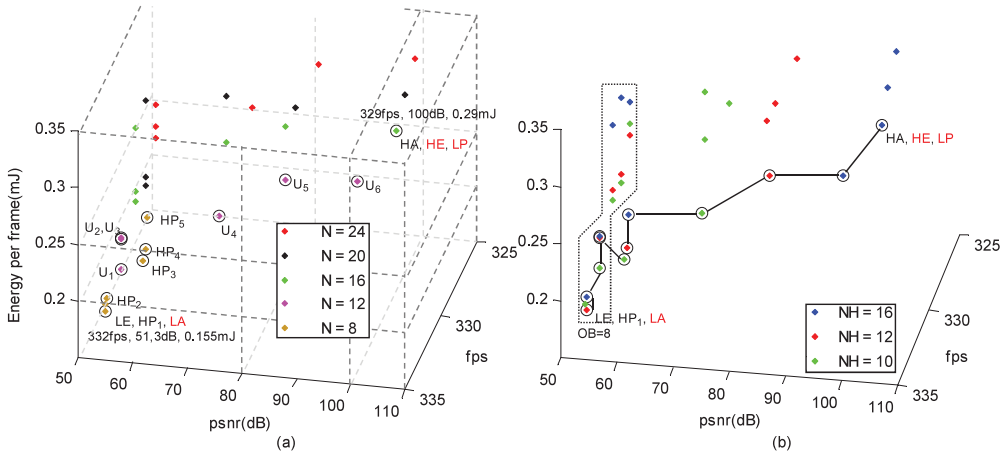 0.35
0.3
0.25
0.2
Energy per frame(mJ)
50
60
70
80
90
100
110
psnr(dB)
325
330
335
fps
329fps, 100dB, 0.29mJ
HA, HE, LP
U5
U6
U4
HP5
U2,U3
HP4
HP3
U1
HP2
LE, HP1, LA
332fps, 51,3dB, 0.155mJ
N = 24
N = 20
N = 16
N = 12
N = 8
(a)
0.35
0.3
0.25
0.2
50
60
70
80
90
100
110
psnr(dB)
325
330
335
fps
HA, HE, LP
LE, HP1, LA
OB=8
NH = 16
NH = 12
NH = 10
(b)